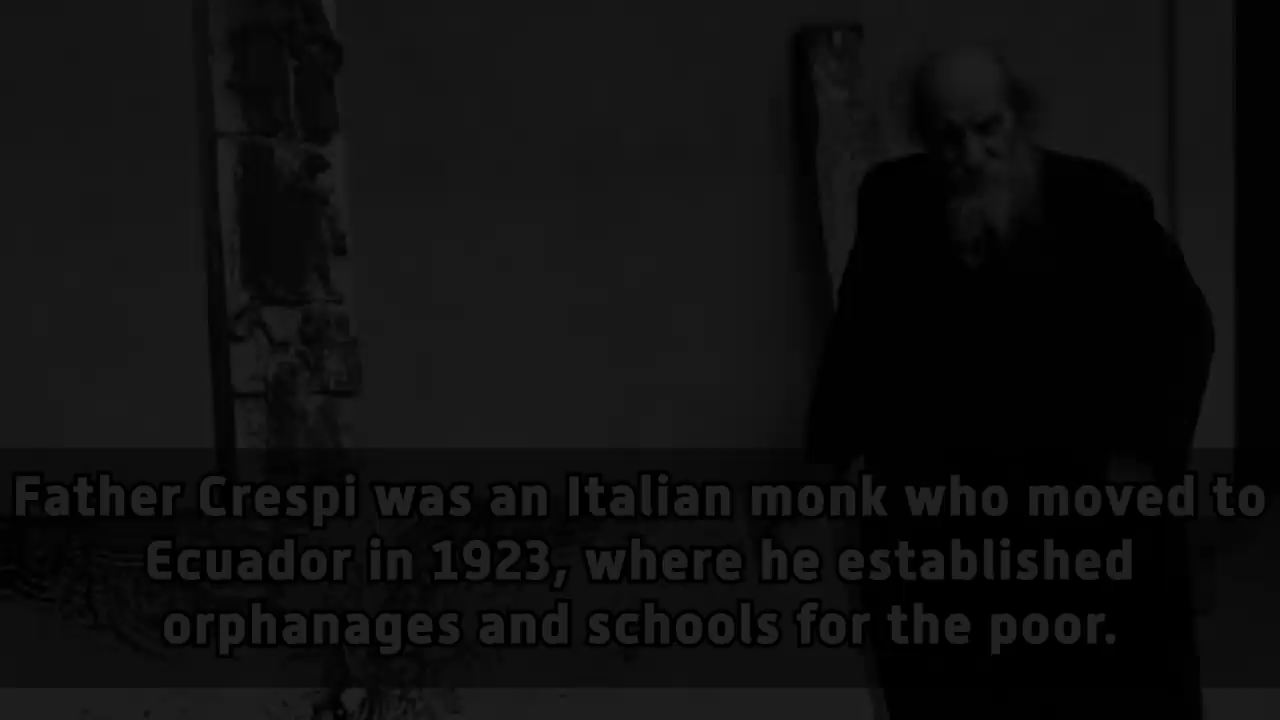 Father Crespi was an Italian monk who moved to
Ecuador in 1923, where he established
orphanages and schools for the poor.